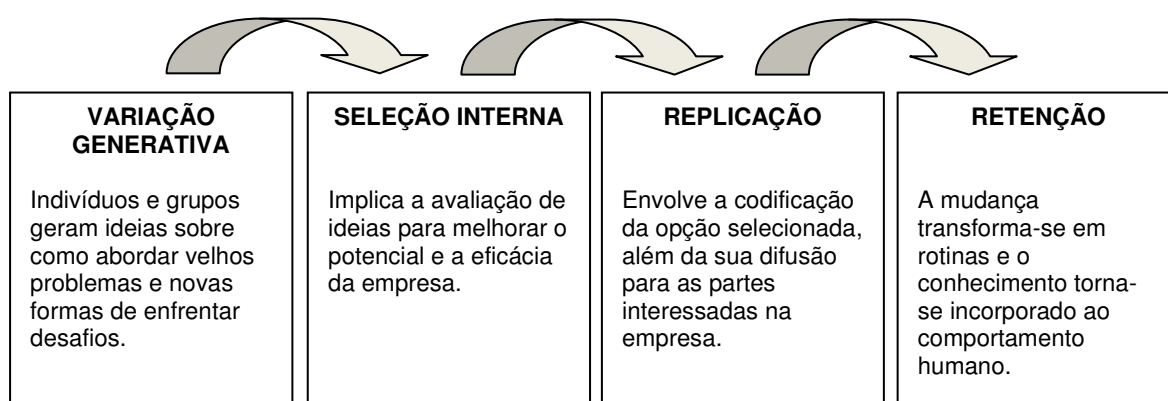 VARIAÇÃO
GENERATIVA
Indivíduos e grupos
geram ideias sobre
como abordar velhos
problemas e novas
formas de enfrentar
desafios.
SELEÇÃO INTERNA
Implica a avaliação de
ideias para melhorar o
potencial e a eficácia
da empresa.
REPLICAÇÃO
Envolve a codificação
da opção selecionada,
além da sua difusão
para as partes
interessadas na
empresa.
RETENÇÃO
A mudança
transforma-se em
rotinas e o
conhecimento torna-
se incorporado ao
comportamento
humano.